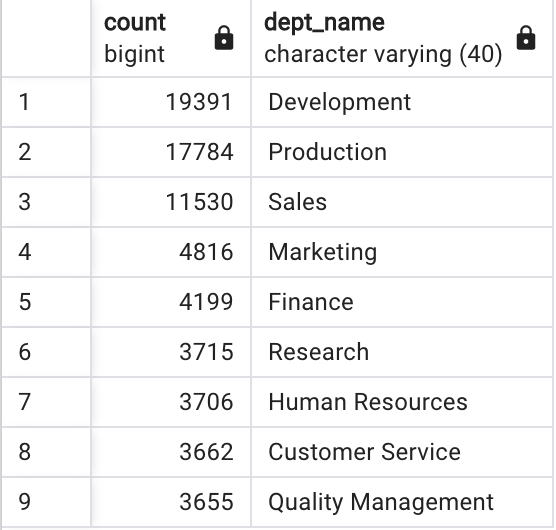 count dept_name
bigint character varying (40)
1 19391 Development
2 17784 Production
3 11530 Sales
4 4816 Marketing
5 4199 Finance
6 3715 Research
7 3706 Human Resources
8 3662 Customer Service
9 3655 Quality Management